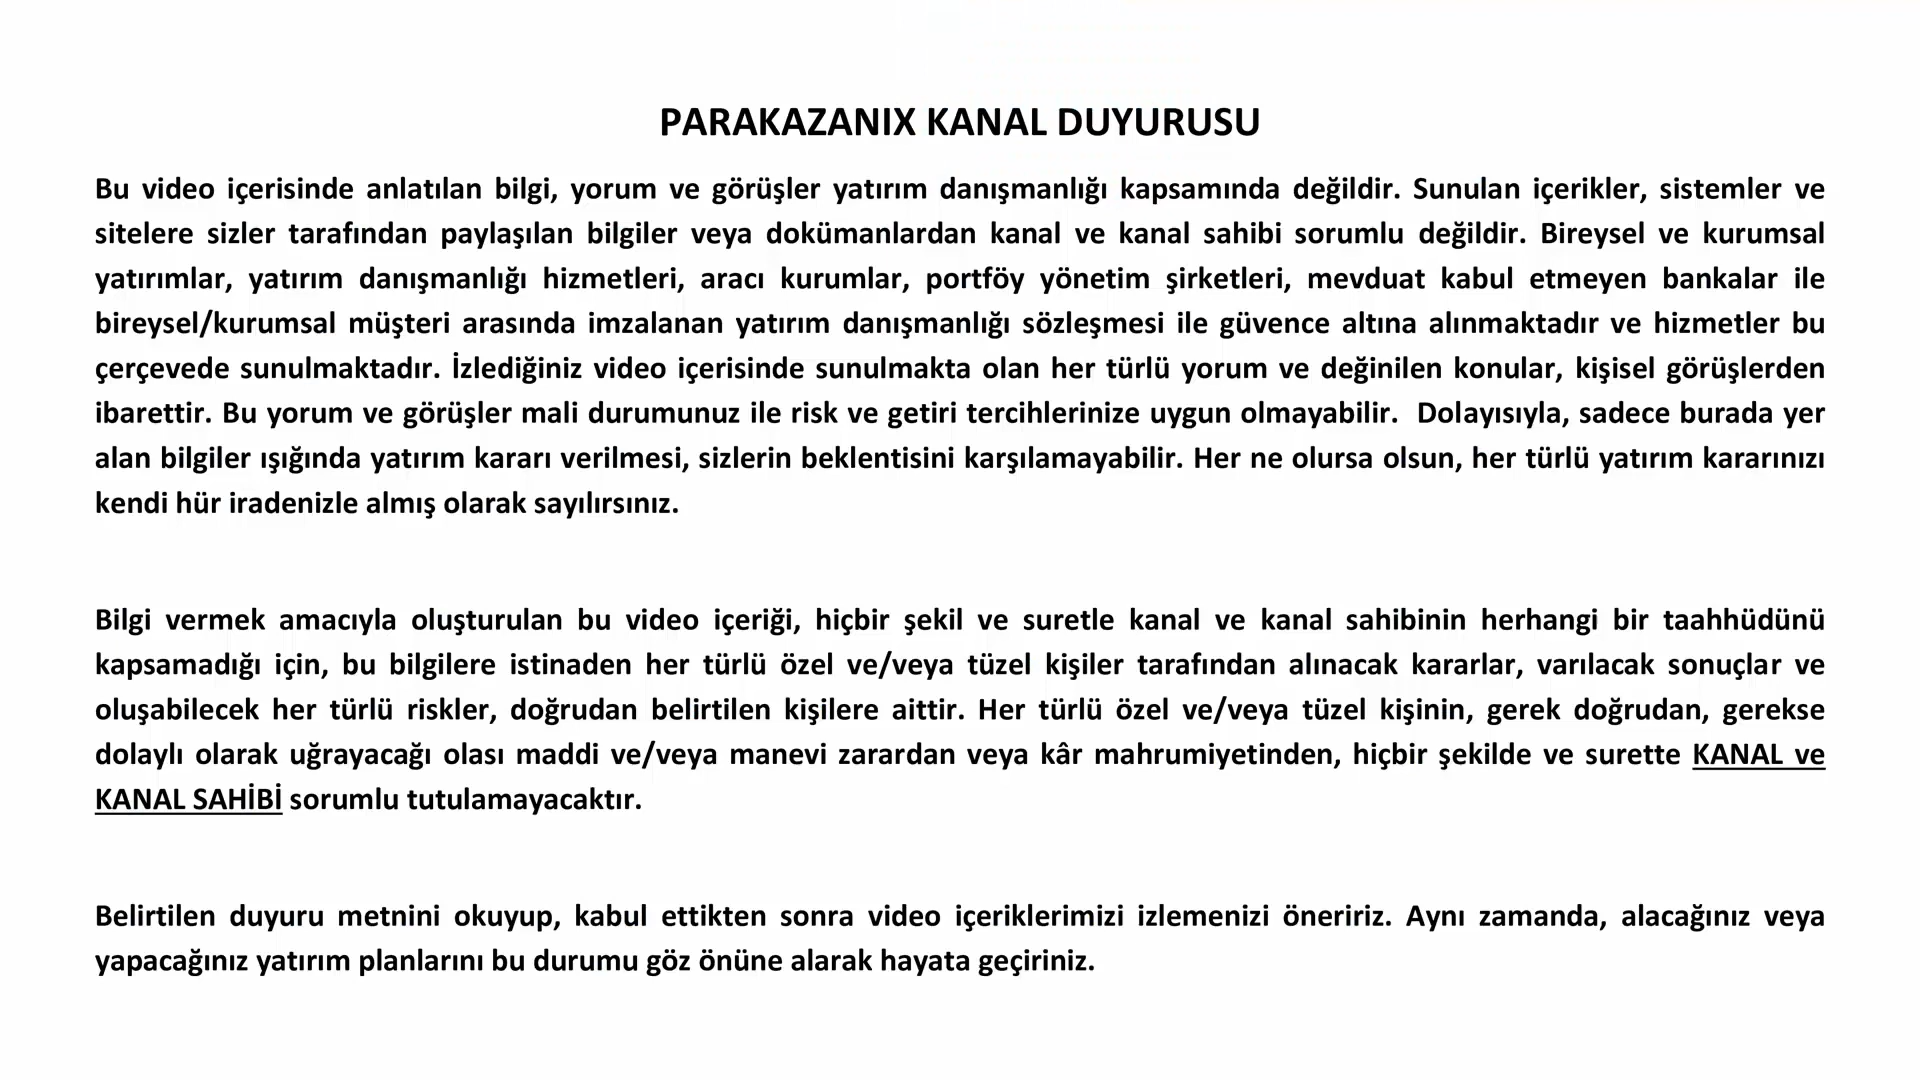 PARAKAZANIX KANAL DUYURUSU
Bu video içerisinde anlatılan bilgi, yorum ve görüşler yatırım danışmanlığı kapsamında değildir. Sunulan içerikler, sistemler ve
sitelere sizler tarafından paylaşılan bilgiler veya dokümanlardan kanal ve kanal sahibi sorumlu değildir. Bireysel ve kurumsal
yatırımlar, yatırım danışmanlığı hizmetleri, aracı kurumlar, portföy yönetim şirketleri, mevduat kabul etmeyen bankalar ile
bireysel/kurumsal müşteri arasında imzalanan yatırım danışmanlığı sözleşmesi ile güvence altına alınmaktadır ve hizmetler bu
çerçevede sunulmaktadır. İzlediğiniz video içerisinde sunulmakta olan her türlü yorum ve değinilen konular, kişisel görüşlerden
ibarettir. Bu yorum ve görüşler mali durumunuz ile risk ve getiri tercihlerinize uygun olmayabilir. Dolayısıyla, sadece burada yer
alan bilgiler ışığında yatırım kararı verilmesi, sizlerin beklentisini karşılamayabilir. Her ne olursa olsun, her türlü yatırım kararınızı
kendi hür iradenizle almış olarak sayılırsınız.
Bilgi vermek amacıyla oluşturulan bu video içeriği, hiçbir şekil ve suretle kanal ve kanal sahibinin herhangi bir taahhüdünü
kapsamadığı için, bu bilgilere istinaden her türlü özel ve/veya tüzel kişiler tarafından alınacak kararlar, varılacak sonuçlar ve
oluşabilecek her türlü riskler, doğrudan belirtilen kişilere aittir. Her türlü özel ve/veya tüzel kişinin, gerek doğrudan, gerekse
dolaylı olarak uğrayacağı olası maddi ve/veya manevi zarardan veya kâr mahrumiyetinden, hiçbir şekilde ve surette KANAL ve
KANAL SAHİBİ sorumlu tutulamayacaktır.
Belirtilen duyuru metnini okuyup, kabul ettikten sonra video içeriklerimizi izlemenizi öneririz. Aynı zamanda, alacağınız veya
yapacağınız yatırım planlarını bu durumu göz önüne alarak hayata geçiriniz.